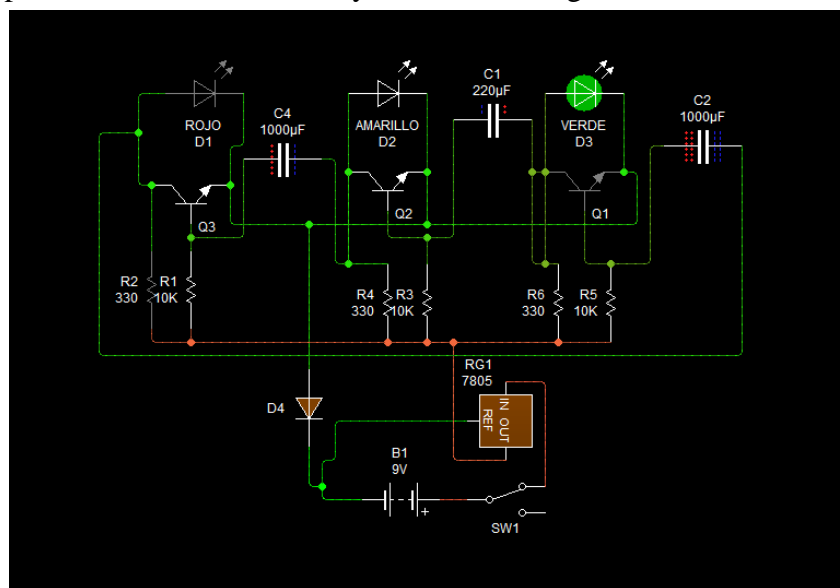 C4
1000µF
C1
220µF
C2
1000µF
ROJO
D1
AMARILLO
D2
VERDE
D3
Q3
Q2
Q1
R2
330
R1
10K
R4
330
R3
10K
R6
330
R5
10K
RG1
7805
IN OUT
REF
D4
B1
9V
+
SW1